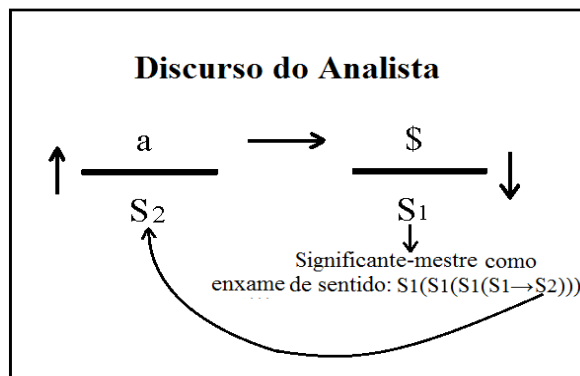 Discurso do Analista
a → $
S2 S1
Significante-mestre como
enxame de sentido: S1(S1(S1(S1→S2)))
...